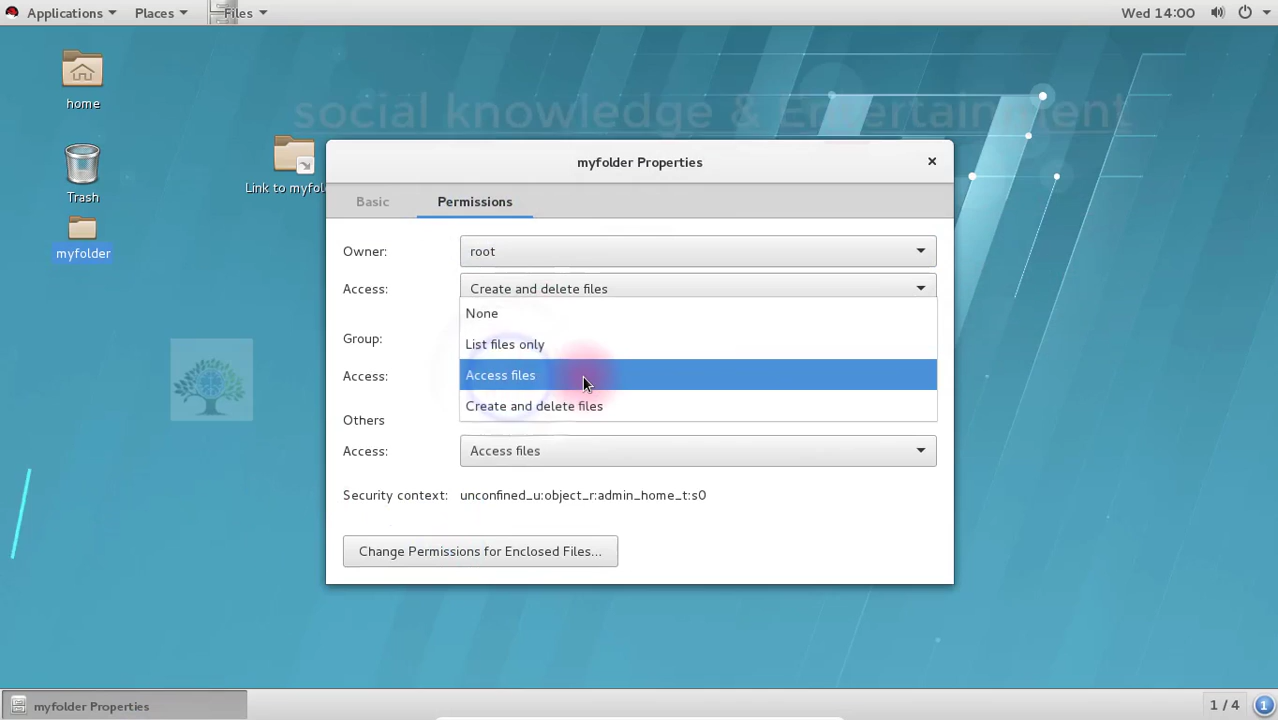 Applications Places Files Wed 14:00
home
social knowledge & Entertainment
Trash
Link to myfol
myfolder
myfolder Properties
Basic Permissions
Owner: root
Access: Create and delete files
None
Group:
List files only
Access: Access files
Create and delete files
Others
Access: Access files
Security context: unconfined_u:object_r:admin_home_t:s0
Change Permissions for Enclosed Files...
myfolder Properties 1 / 4 1